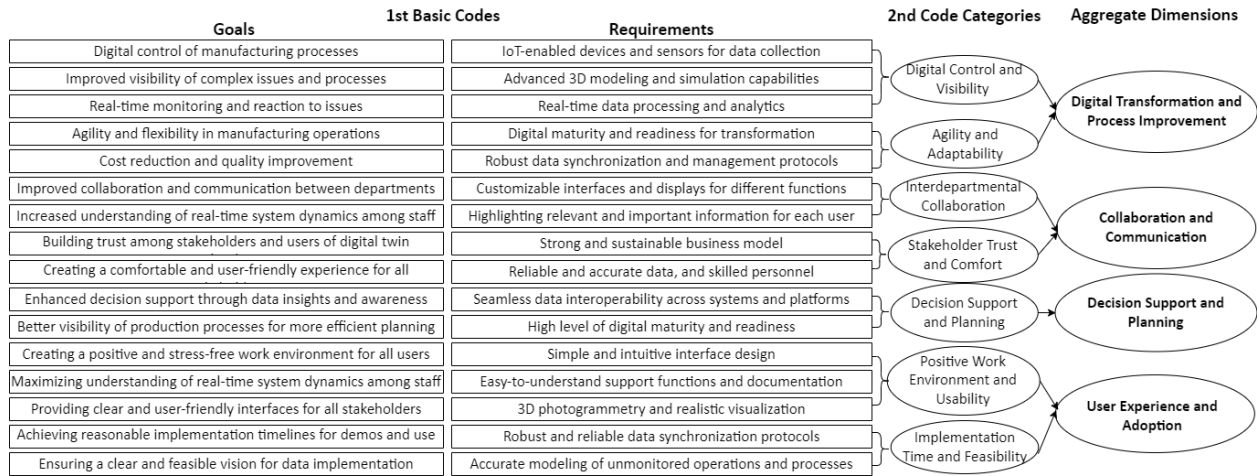 1st Basic Codes
2nd Code Categories
Aggregate Dimensions
Goals
Requirements
Digital control of manufacturing processes
IoT-enabled devices and sensors for data collection
Improved visibility of complex issues and processes
Advanced 3D modeling and simulation capabilities
Real-time monitoring and reaction to issues
Real-time data processing and analytics
Digital Control and
Visibility
Agility and flexibility in manufacturing operations
Digital maturity and readiness for transformation
Cost reduction and quality improvement
Robust data synchronization and management protocols
Agility and
Adaptability
Digital Transformation and
Process Improvement
Improved collaboration and communication between departments
Customizable interfaces and displays for different functions
Increased understanding of real-time system dynamics among staff
Highlighting relevant and important information for each user
Interdepartmental
Collaboration
Building trust among stakeholders and users of digital twin
Strong and sustainable business model
Creating a comfortable and user-friendly experience for all
Reliable and accurate data, and skilled personnel
Stakeholder Trust
and Comfort
Collaboration and
Communication
Enhanced decision support through data insights and awareness
Seamless data interoperability across systems and platforms
Better visibility of production processes for more efficient planning
High level of digital maturity and readiness
Decision Support
and Planning
Decision Support and
Planning
Creating a positive and stress-free work environment for all users
Simple and intuitive interface design
Maximizing understanding of real-time system dynamics among staff
Easy-to-understand support functions and documentation
Providing clear and user-friendly interfaces for all stakeholders
3D photogrammetry and realistic visualization
Positive Work
Environment and
Usability
Achieving reasonable implementation timelines for demos and use
Robust and reliable data synchronization protocols
Ensuring a clear and feasible vision for data implementation
Accurate modeling of unmonitored operations and processes
Implementation
Time and Feasibility
User Experience and
Adoption